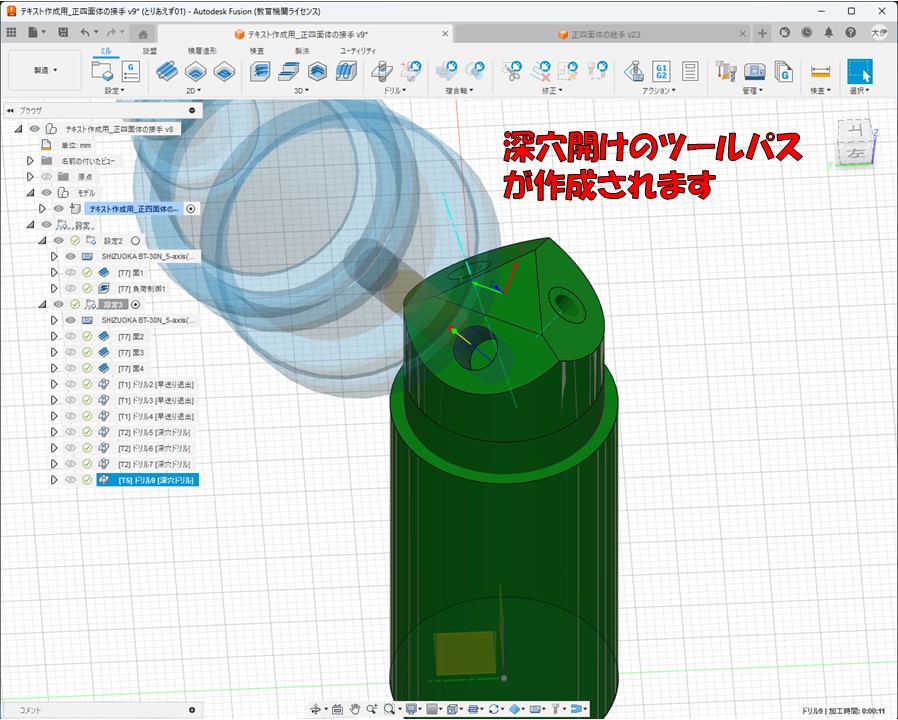 テキスト作成用_正四面体の接手 v9* (とりあえず01) - Autodesk Fusion (教育機関ライセンス)
テキスト作成用_正四面体の接手 v9*
正四面体の継手 v23
大伊
製造
ミル
旋盤
積層造形
検査
製法
ユーティリティ
G1
G2
設定
2D
3D
ドリル
複合軸
修正
アクション
管理
検査
選択
ブラウザ
テキスト作成用_正四面体の接手 v8
単位: mm
名前の付いたビュー
原点
モデル
テキスト作成用_正四面体の...
設定
設定2
SHIZUOKA BT-30N_5-axis(...
[T7] 面1
[T7] 負荷制御1
設定3
SHIZUOKA BT-30N_5-axis(...
[T7] 面2
[T7] 面3
[T7] 面4
[T1] ドリル2 [早送り退出]
[T1] ドリル3 [早送り退出]
[T1] ドリル4 [早送り退出]
[T2] ドリル5 [深穴ドリル]
[T2] ドリル6 [深穴ドリル]
[T2] ドリル7 [深穴ドリル]
[T5] ドリル9 [深穴ドリル]
深穴開けのツールパス
が作成されます
下
左
Z
Y
コメント
ドリル9 | 加工時間: 0:00:11